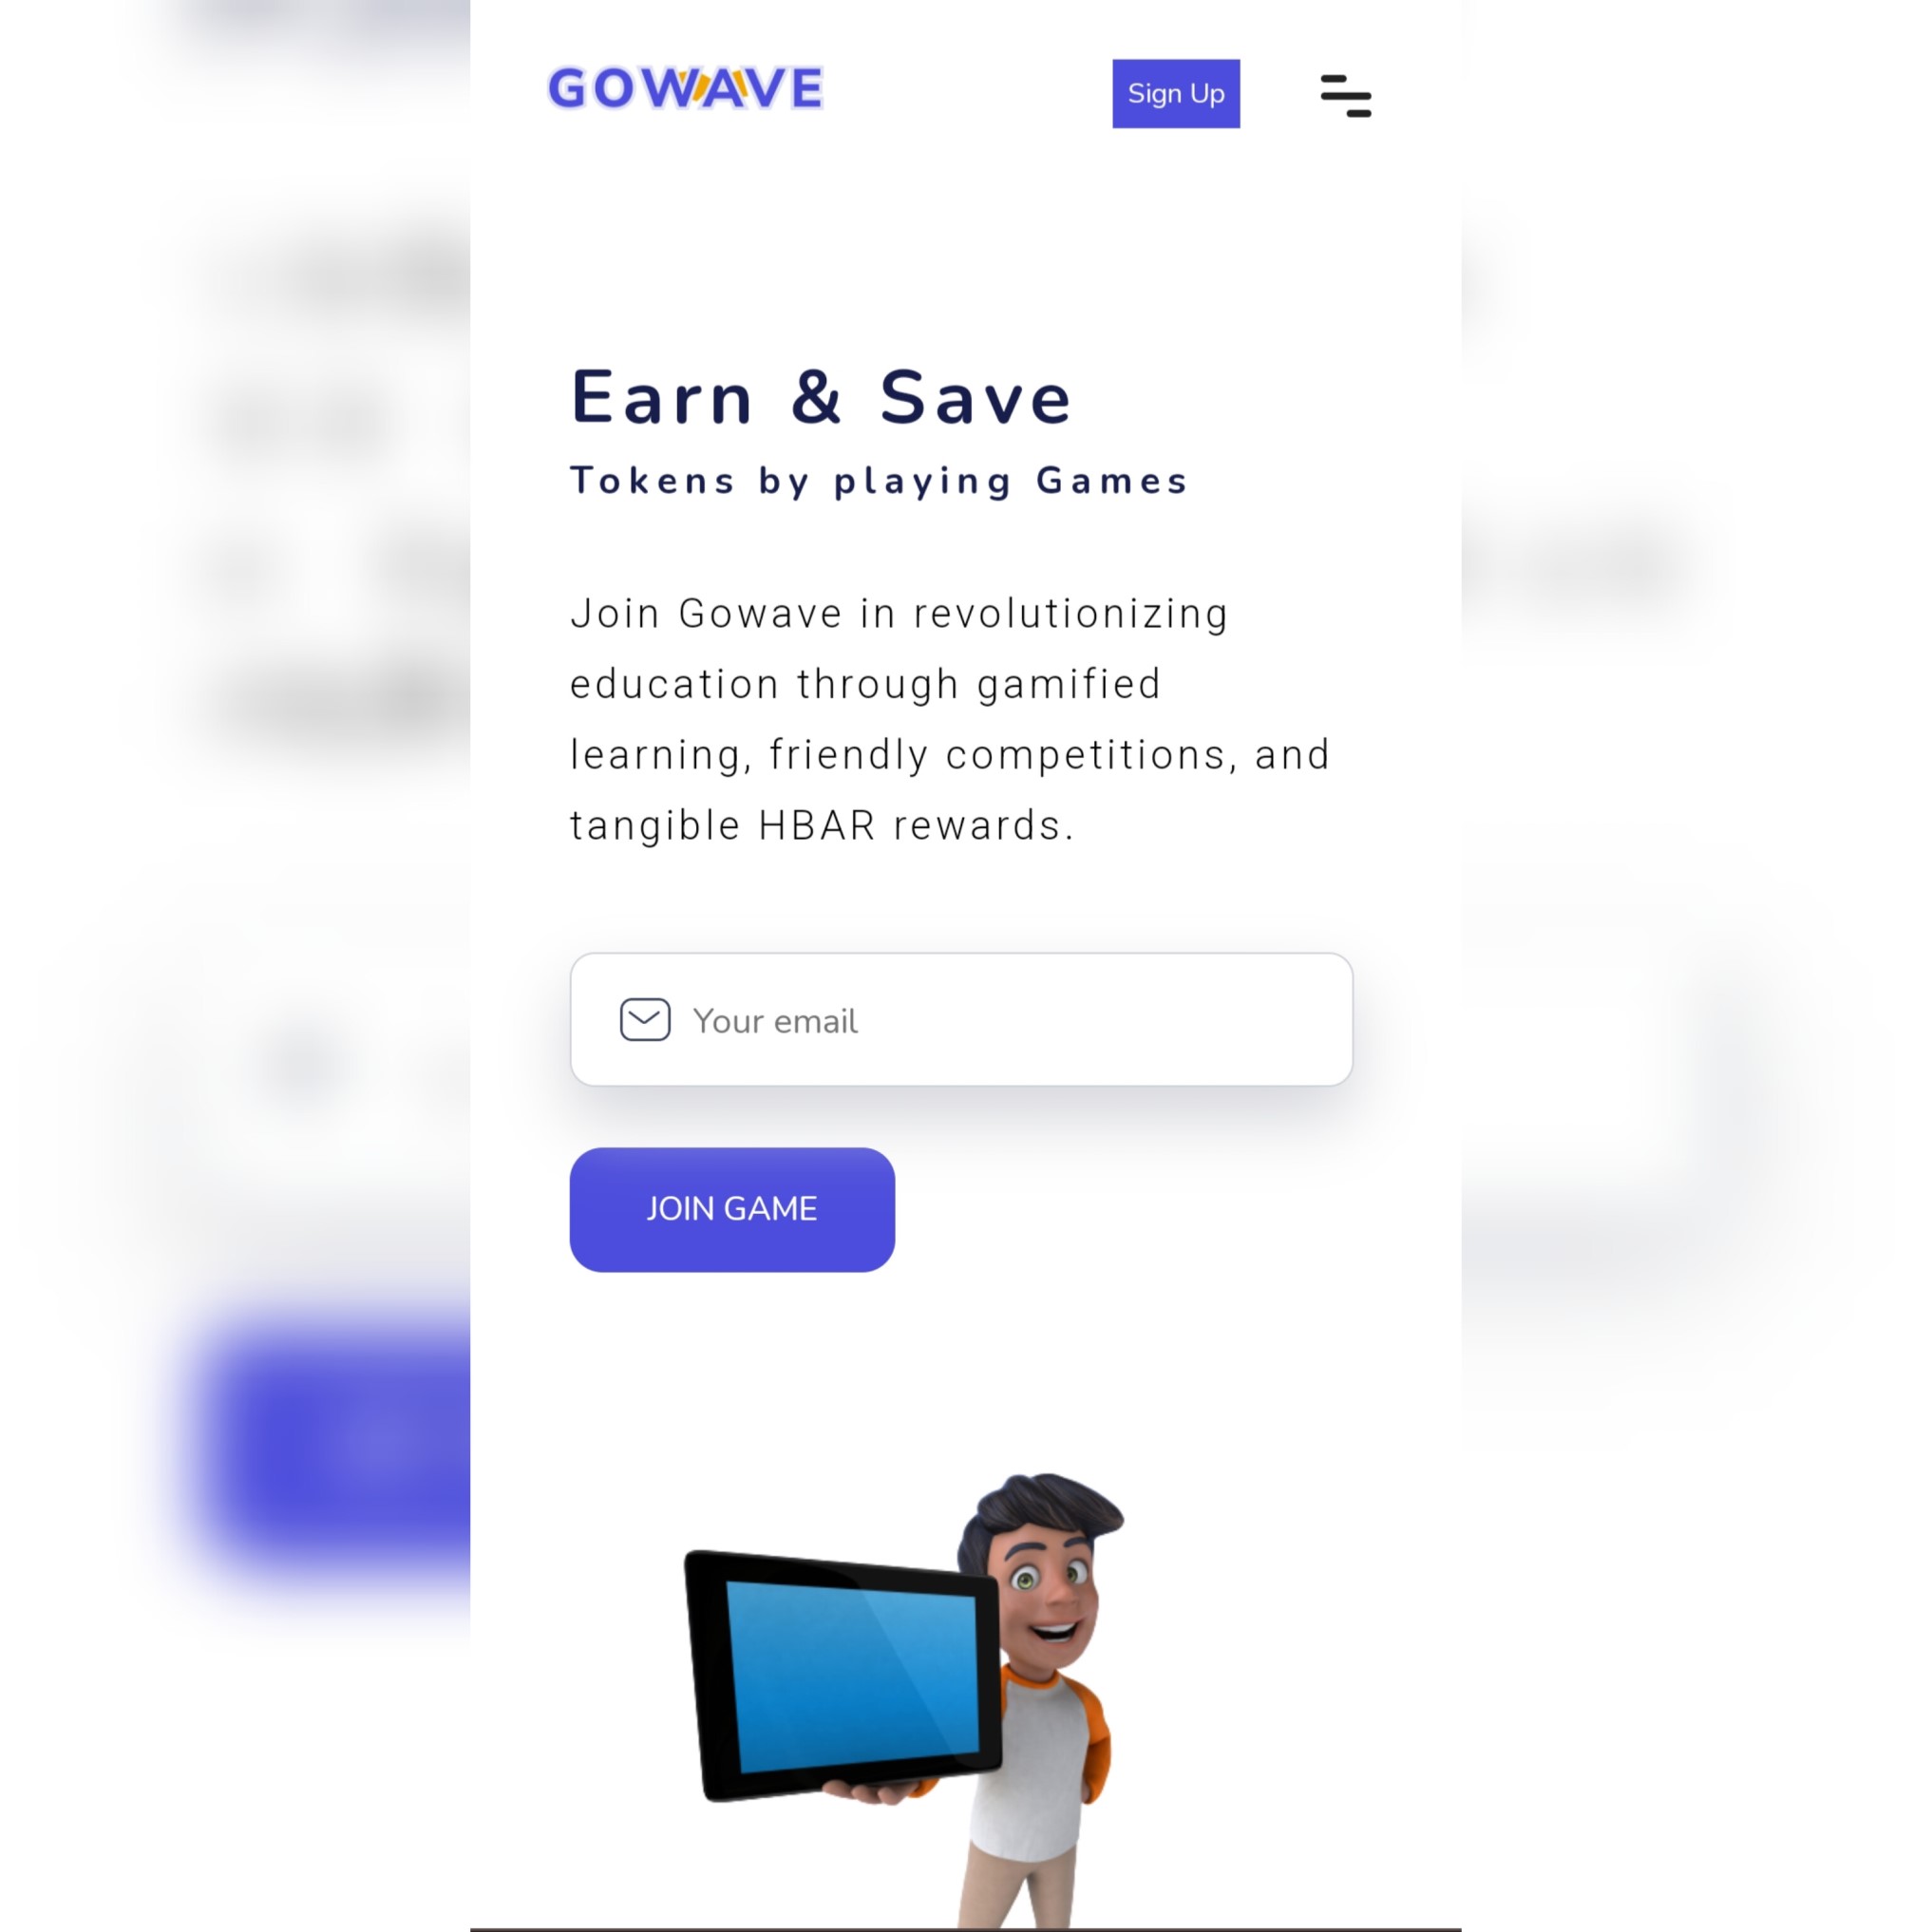 GOWAVE
Sign Up
Earn & Save
Tokens by playing Games
Join Gowave in revolutionizing
education through gamified
learning, friendly competitions, and
tangible HBAR rewards.
Your email
JOIN GAME